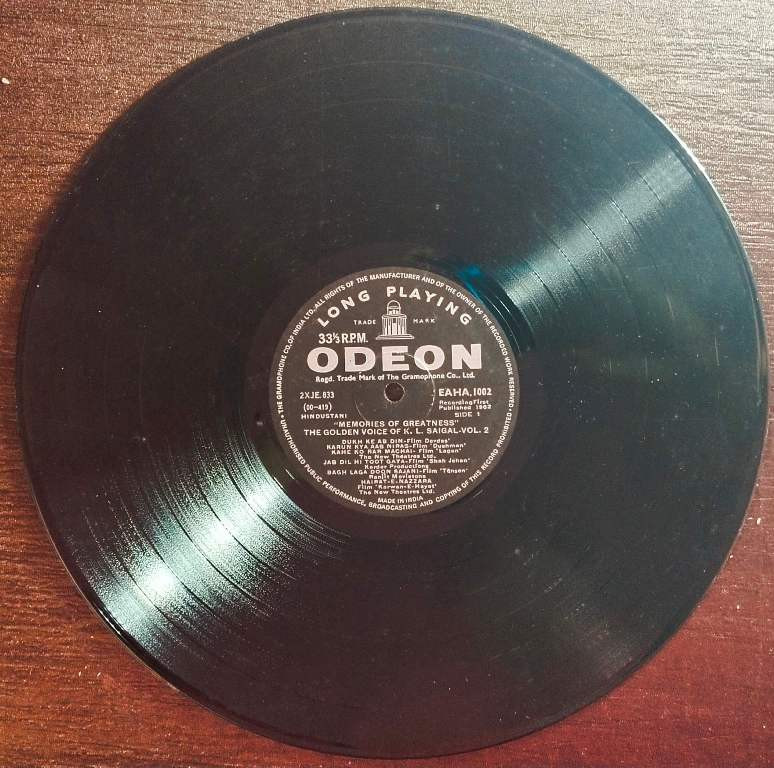 THE GRAMOPHONE CO. OF INDIA LTD. ALL RIGHTS OF THE MANUFACTURER AND OF THE OWNER OF THE RECORDED WORK RESERVED
LONG PLAYING
TRADE MARK
33⅓ R.P.M.
ODEON
Regd. Trade Mark of The Gramophone Co., Ltd.
2XJE.833
EAHA.1002
(00-419)
Recording First
Published 1962
HINDUSTANI
SIDE 1
"MEMORIES OF GREATNESS"
THE GOLDEN VOICE OF K. L. SAIGAL-VOL. 2
DUKH KE AB DIN-Film "Devdas"
KARUN KYA AAS NIRAS-Film "Dushman"
KAHE KO RAR MACHAI- Film "Lagan"
The New Theatres Ltd.
JAB DIL HI TOOT GAYA-Film "Shah Jehan"
Kardar Productions
BAGH LAGA DOON SAJANI-Film "Tansen"
Ranjit Movietone
HAIRAT-E-NAZZARA
Film "Karwan-E-Hayat"
The New Theatres Ltd.
MADE IN INDIA
UNAUTHORISED PUBLIC PERFORMANCE, BROADCASTING AND COPYING OF THIS RECORD PROHIBITED